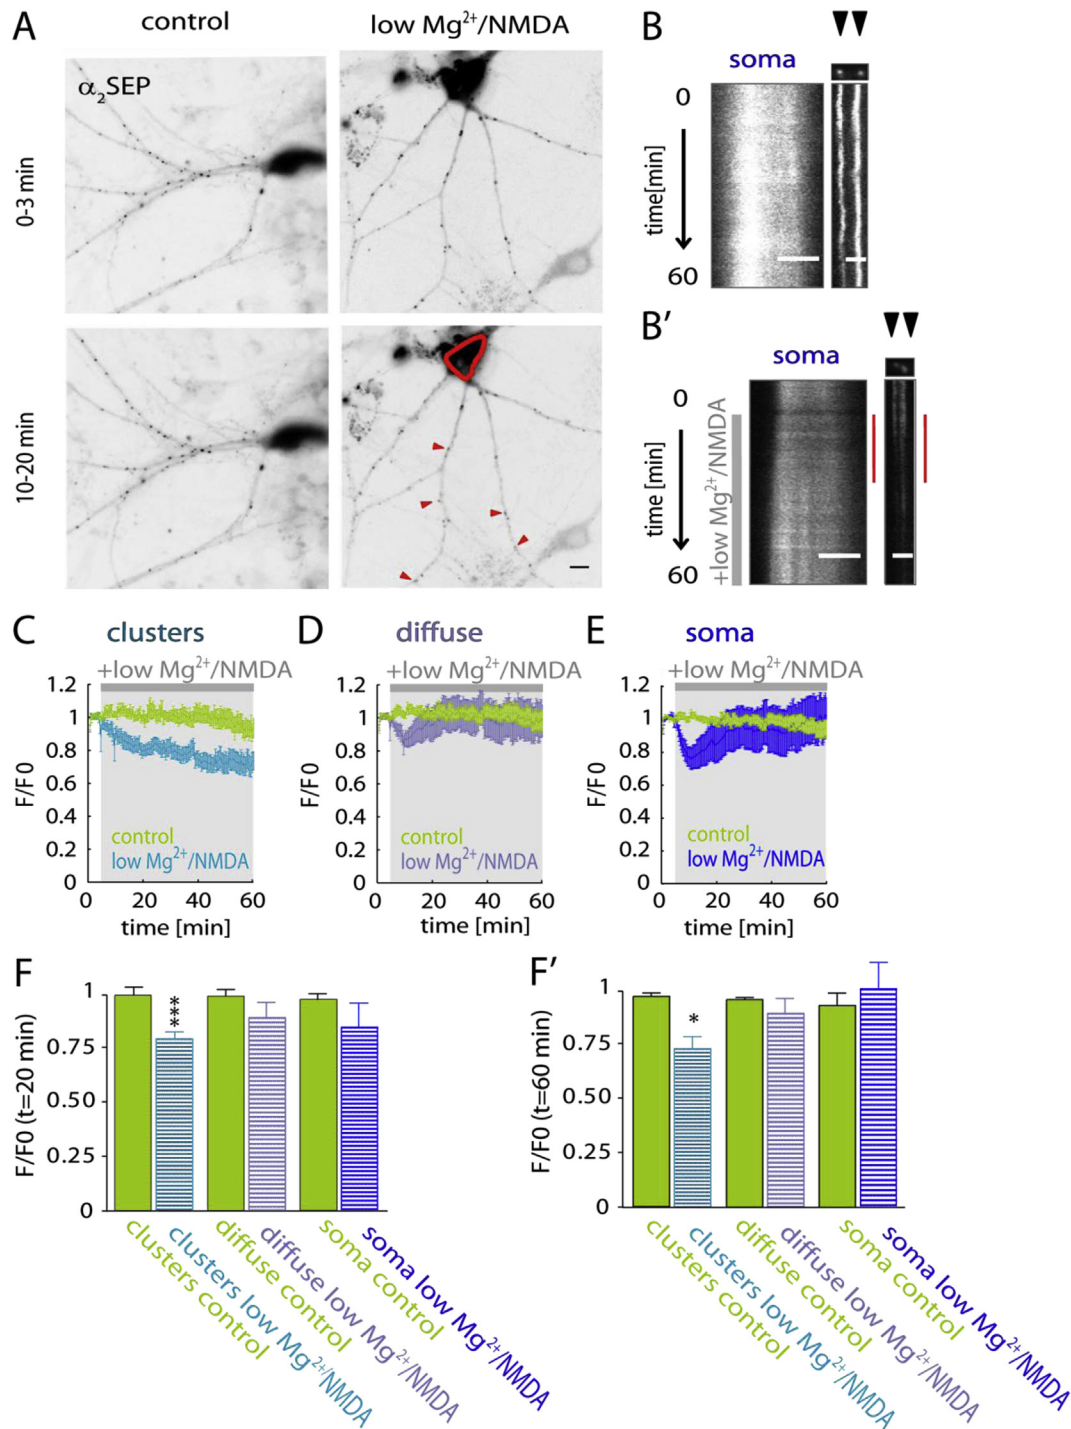 A
control
low Mg²⁺/NMDA
α₂SEP
0-3 min
10-20 min
B
soma
0
time[min]
60
B'
soma
0
time [min]
+low Mg²⁺/NMDA
60
C
clusters
+low Mg²⁺/NMDA
1.2
1
0.8
0.6
0.4
0.2
0
F/F0
control
low Mg²⁺/NMDA
0
20
40
60
time [min]
D
diffuse
+low Mg²⁺/NMDA
1.2
1
0.8
0.6
0.4
0.2
0
F/F0
control
low Mg²⁺/NMDA
0
20
40
60
time [min]
E
soma
+low Mg²⁺/NMDA
1.2
1
0.8
0.6
0.4
0.2
0
F/F0
control
low Mg²⁺/NMDA
0
20
40
60
time [min]
F
F/F0 (t=20 min)
1
0.75
0.50
0.25
0
***
clusters control
clusters low Mg²⁺/NMDA
diffuse control
diffuse low Mg²⁺/NMDA
soma control
soma low Mg²⁺/NMDA
F'
F/F0 (t=60 min)
1
0.75
0.50
0.25
0
*
clusters control
clusters low Mg²⁺/NMDA
diffuse control
diffuse low Mg²⁺/NMDA
soma control
soma low Mg²⁺/NMDA